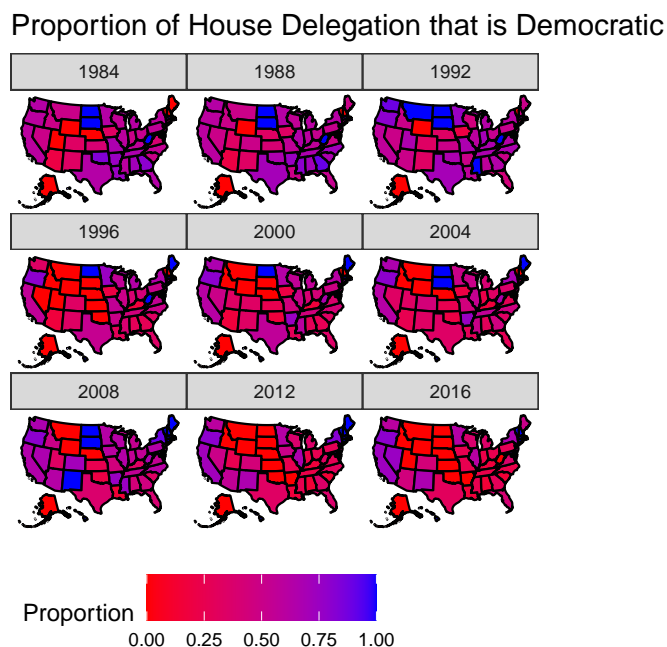 Proportion of House Delegation that is Democratic
1984 1988 1992
1996 2000 2004
2008 2012 2016
Proportion
0.00 0.25 0.50 0.75 1.00